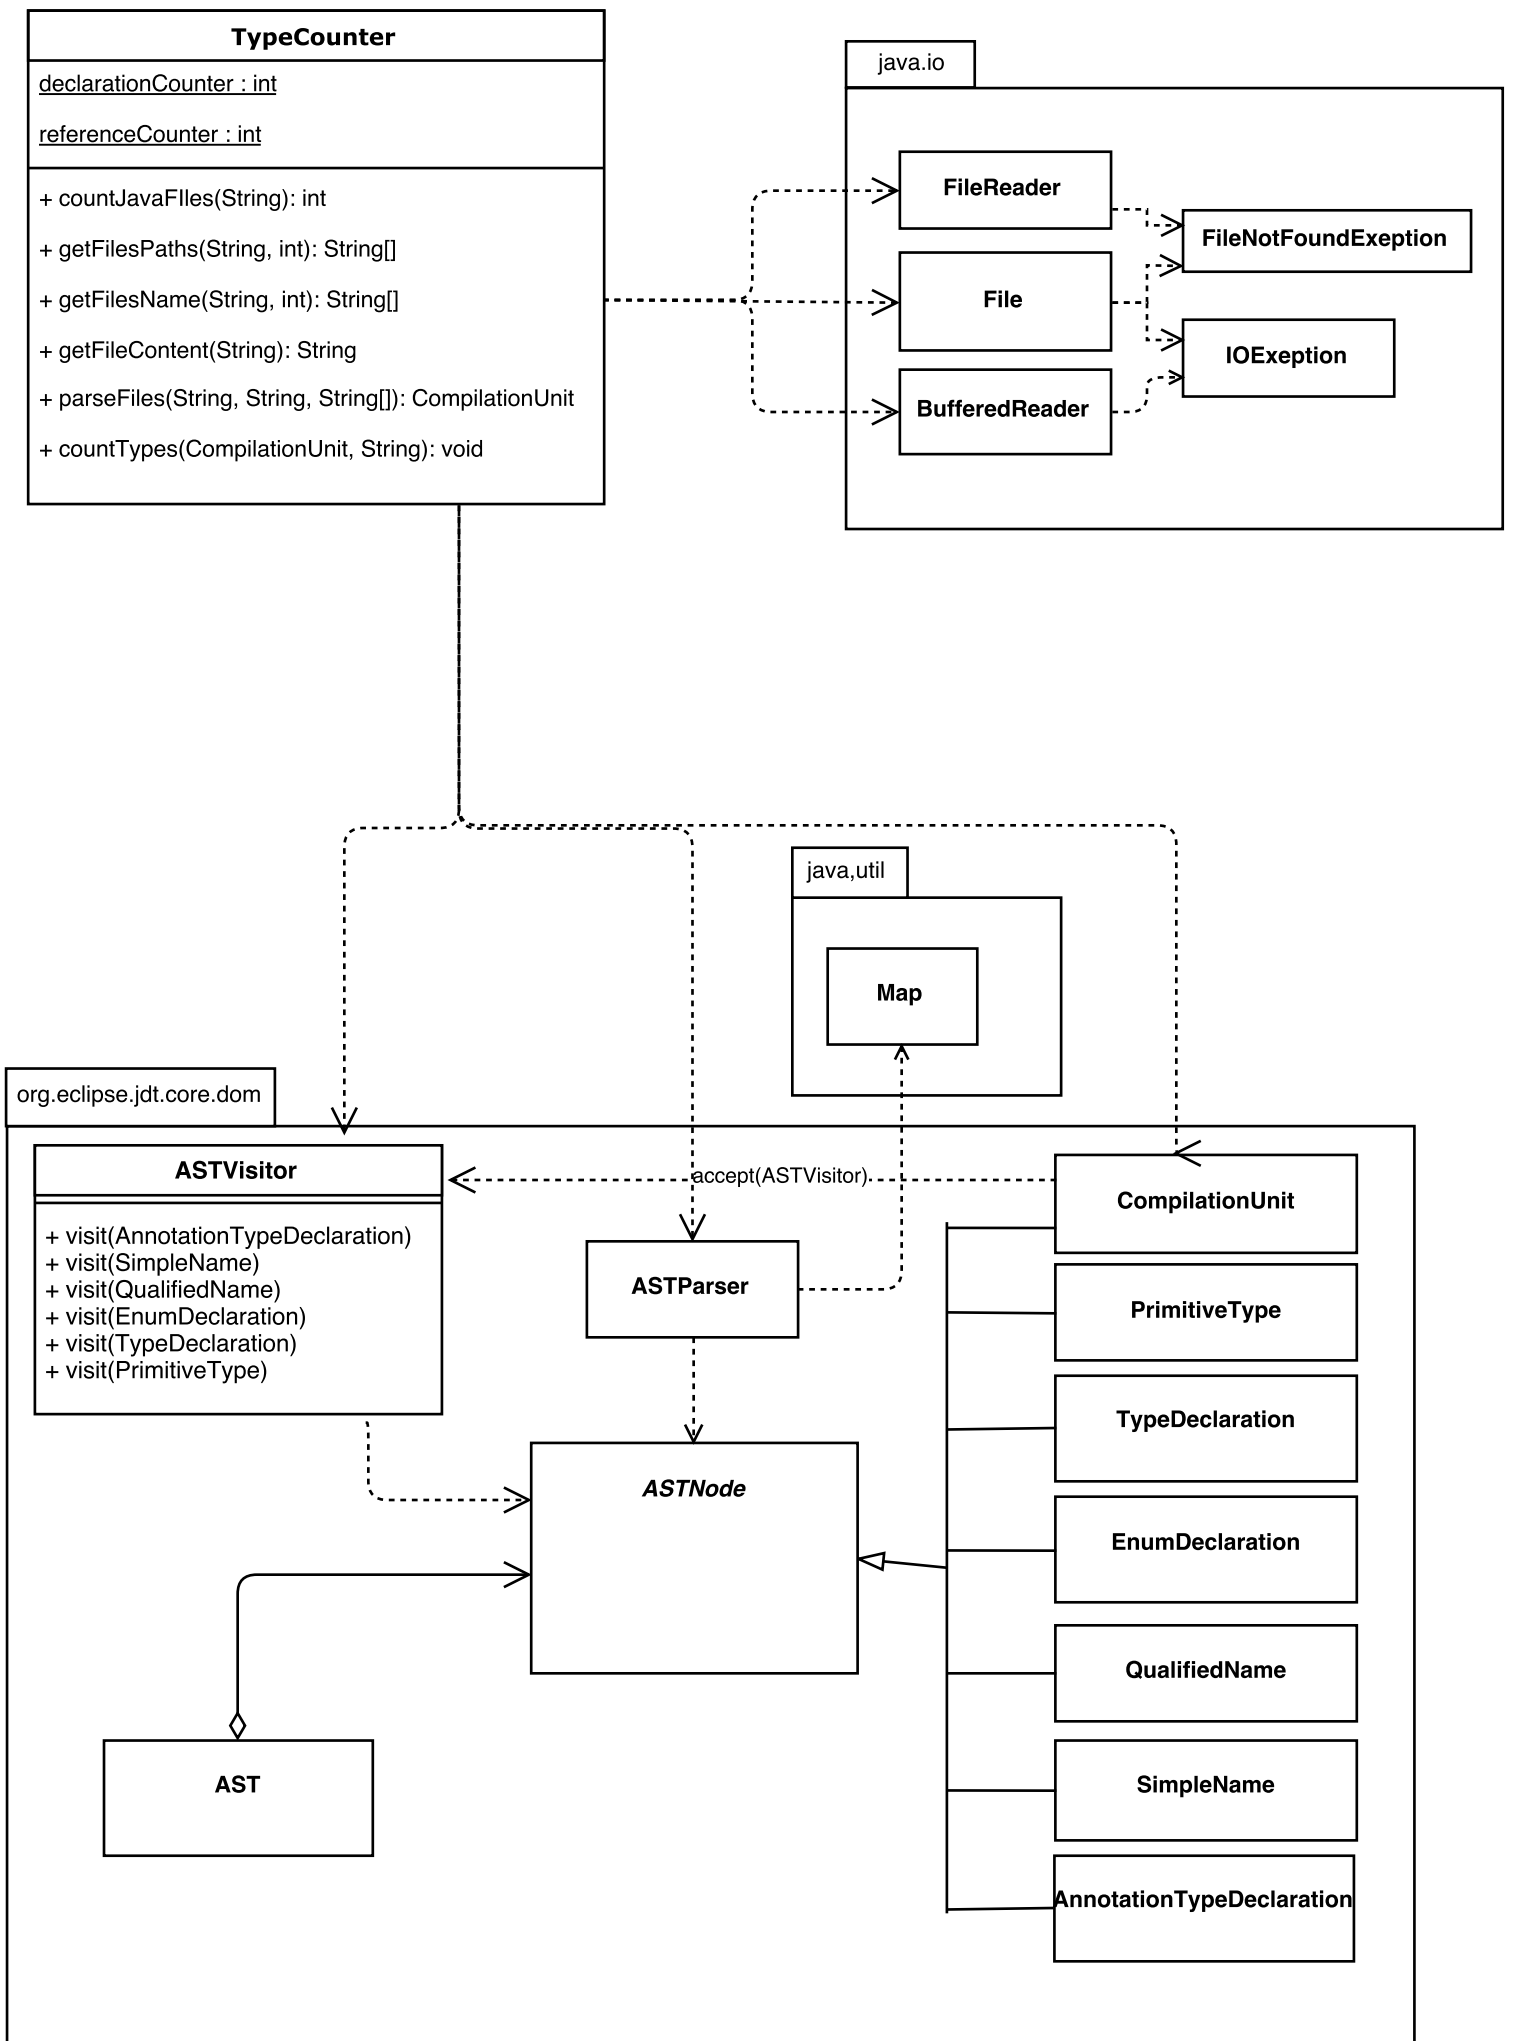 TypeCounter
declarationCounter : int
referenceCounter : int
+ countJavaFIles(String): int
+ getFilesPaths(String, int): String[]
+ getFilesName(String, int): String[]
+ getFileContent(String): String
+ parseFiles(String, String, String[]): CompilationUnit
+ countTypes(CompilationUnit, String): void
java.io
FileReader
FileNotFoundExeption
File
IOExeption
BufferedReader
java,util
Map
org.eclipse.jdt.core.dom
ASTVisitor
+ visit(AnnotationTypeDeclaration)
+ visit(SimpleName)
+ visit(QualifiedName)
+ visit(EnumDeclaration)
+ visit(TypeDeclaration)
+ visit(PrimitiveType)
accept(ASTVisitor)
ASTParser
ASTNode
AST
CompilationUnit
PrimitiveType
TypeDeclaration
EnumDeclaration
QualifiedName
SimpleName
AnnotationTypeDeclaration